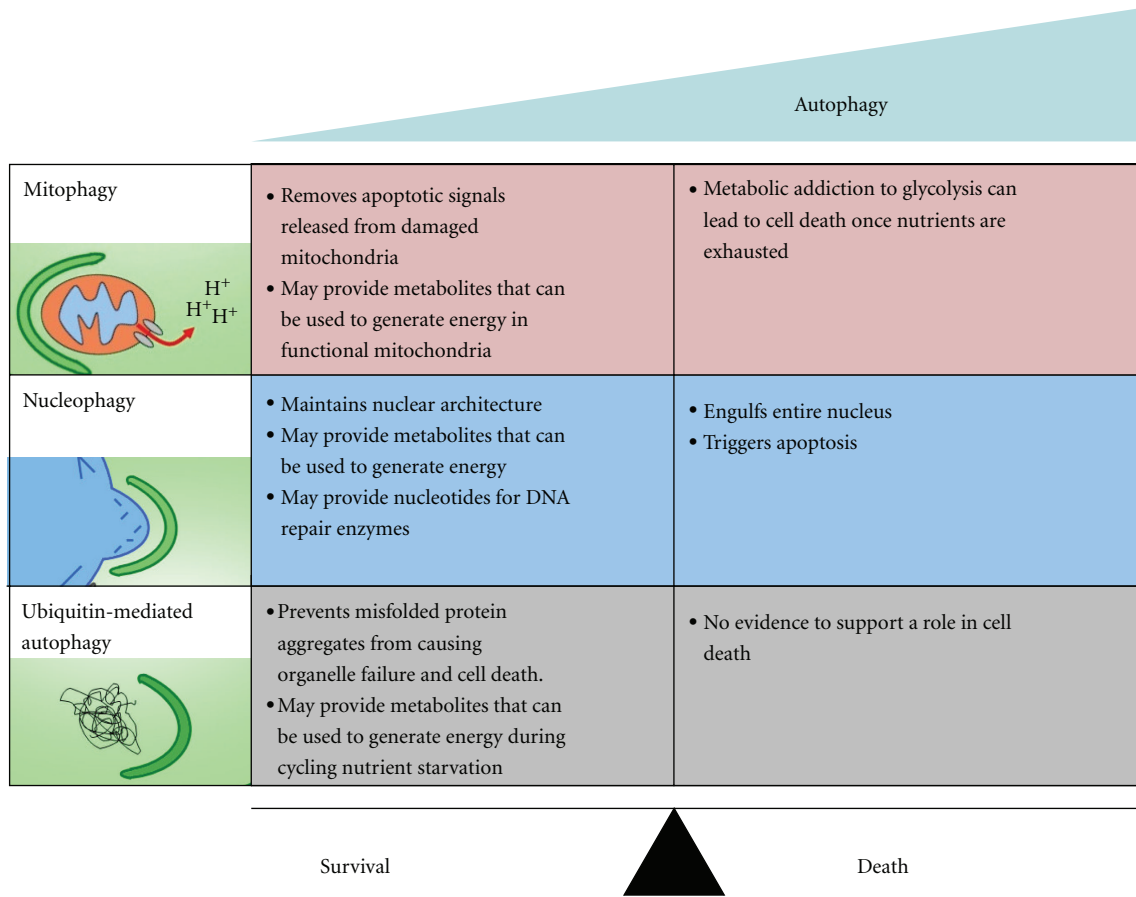 Autophagy
Mitophagy
H⁺
H⁺H⁺
• Removes apoptotic signals
released from damaged
mitochondria
• May provide metabolites that can
be used to generate energy in
functional mitochondria
• Metabolic addiction to glycolysis can
lead to cell death once nutrients are
exhausted
Nucleophagy
• Maintains nuclear architecture
• May provide metabolites that can
be used to generate energy
• May provide nucleotides for DNA
repair enzymes
• Engulfs entire nucleus
• Triggers apoptosis
Ubiquitin-mediated
autophagy
• Prevents misfolded protein
aggregates from causing
organelle failure and cell death.
• May provide metabolites that can
be used to generate energy during
cycling nutrient starvation
• No evidence to support a role in cell
death
Survival
Death